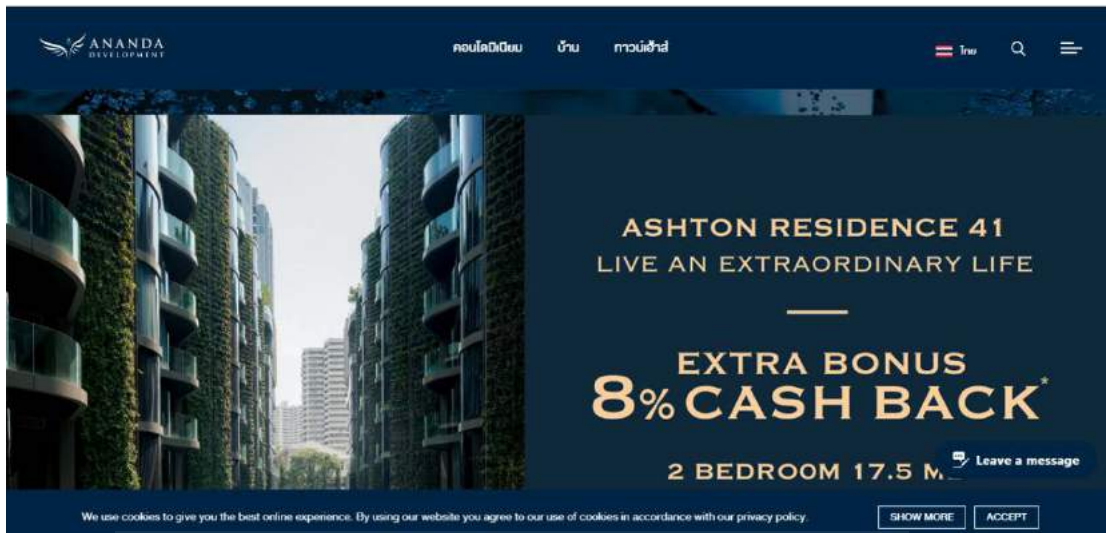 ANANDA
DEVELOPMENT
คอนโดมิเนียม บ้าน ทาวน์เฮ้าส์
ไทย
ASHTON RESIDENCE 41
LIVE AN EXTRAORDINARY LIFE
EXTRA BONUS
8% CASH BACK*
2 BEDROOM 17.5
Leave a message
We use cookies to give you the best online experience. By using our website you agree to our use of cookies in accordance with our privacy policy.
SHOW MORE ACCEPT